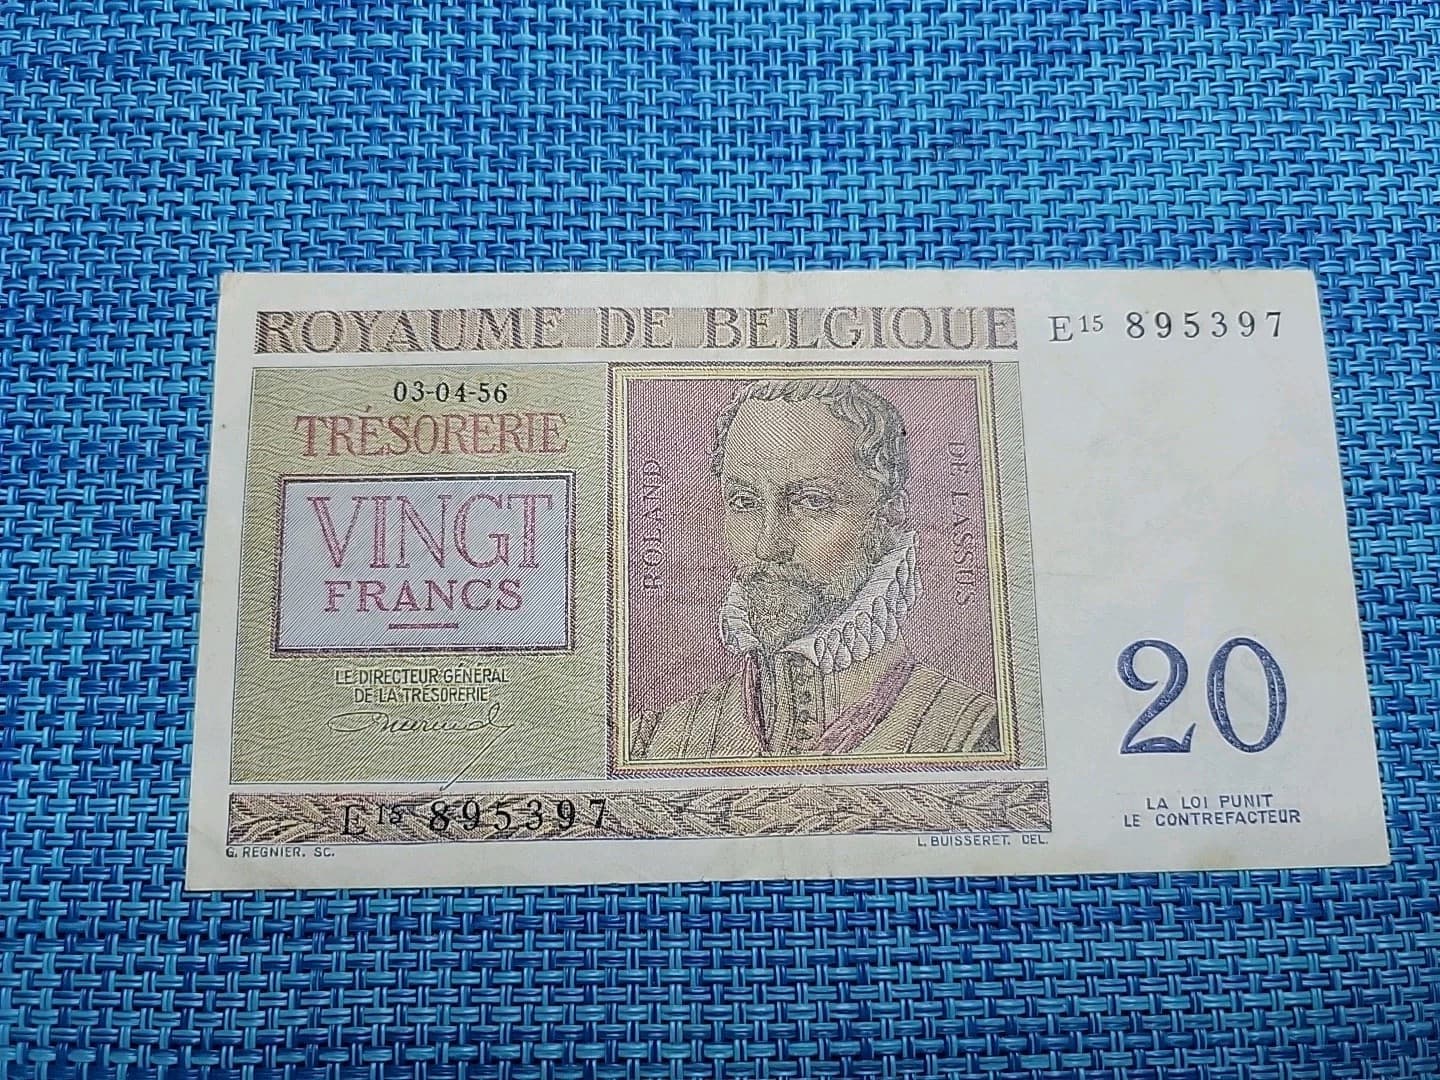 ROYAUME DE BELGIQUE
E15 895397
03-04-56
TRÉSORERIE
VINGT
FRANCS
LE DIRECTEUR GÉNÉRAL
DE LA TRÉSORERIE
ROLAND
DE LASSUS
20
LA LOI PUNIT
LE CONTREFACTEUR
E15 895397
G. REGNIER. SC.
L. BUISSERET. DEL.